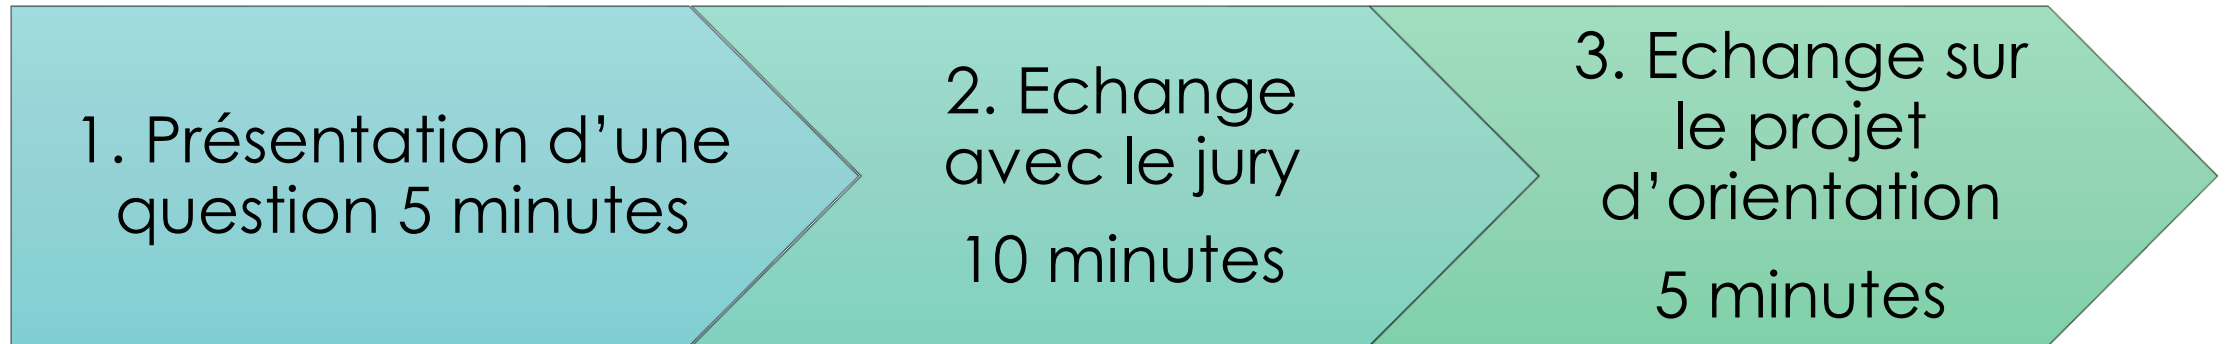 1. Présentation d’une
question 5 minutes
2. Echange
avec le jury
10 minutes
3. Echange sur
le projet
d’orientation
5 minutes